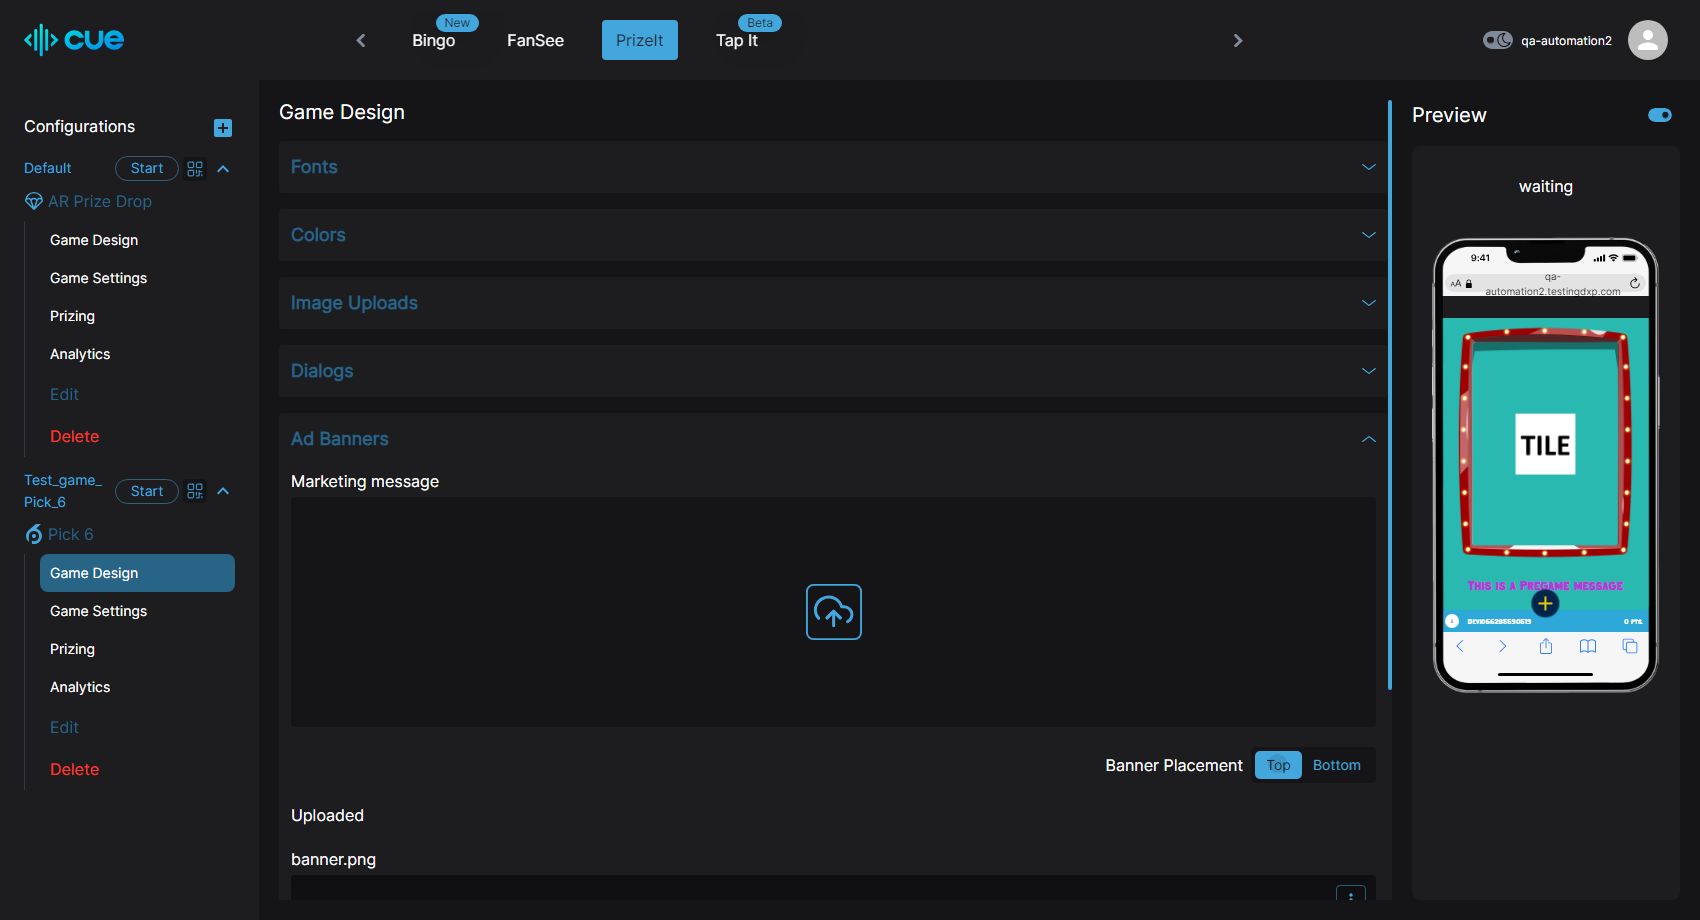 cue
New
Beta
Bingo
FanSee
PrizeIt
Tap It
qa-automation2
Configurations
Default
Start
AR Prize Drop
Game Design
Game Settings
Prizing
Analytics
Edit
Delete
Test_game_
Pick_6
Start
Pick 6
Game Design
Game Settings
Prizing
Analytics
Edit
Delete
Game Design
Fonts
Colors
Image Uploads
Dialogs
Ad Banners
Marketing message
Banner Placement
Top
Bottom
Uploaded
banner.png
Preview
waiting
9:41
AA
qa-
automation2.testingdxp.com
TILE
This is a Pregame message
0 PTS.